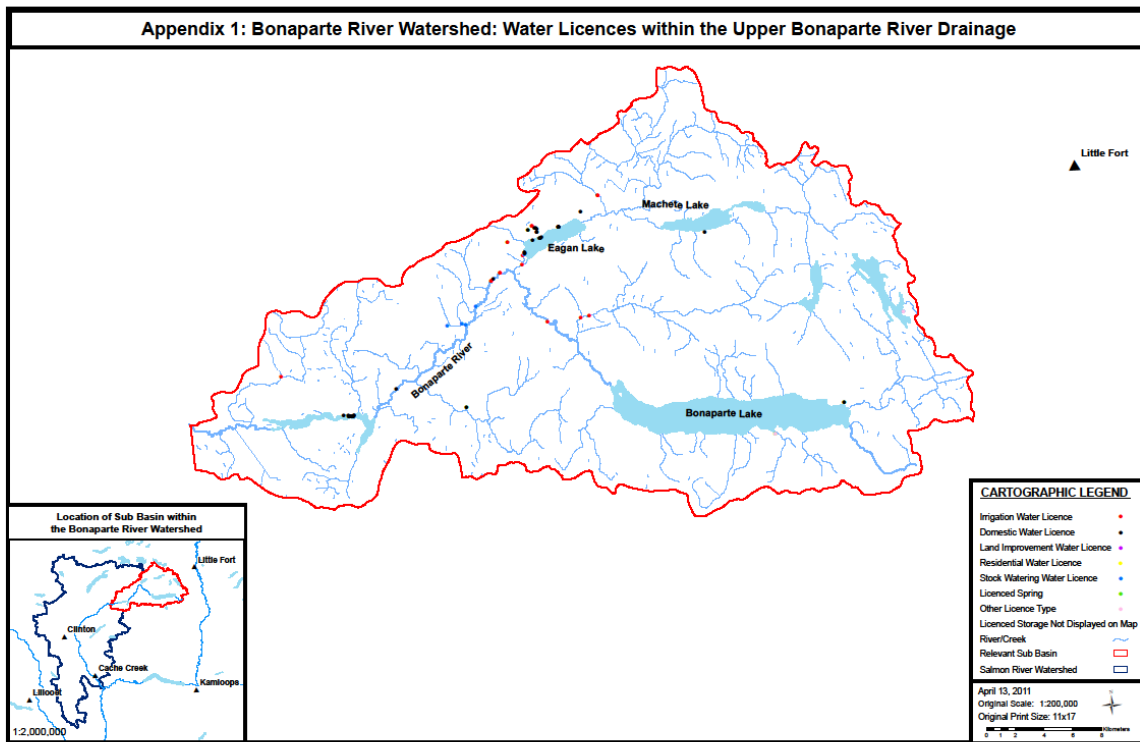 Appendix 1: Bonaparte River Watershed: Water Licences within the Upper Bonaparte River Drainage
Little Fort
Machete Lake
Eagan Lake
Bonaparte River
Bonaparte Lake
Location of Sub Basin within
the Bonaparte River Watershed
Little Fort
Clinton
Cache Creek
Kamloops
Lillooet
1:2,000,000
CARTOGRAPHIC LEGEND
Irrigation Water Licence
Domestic Water Licence
Land Improvement Water Licence
Residential Water Licence
Stock Watering Water Licence
Licenced Spring
Other Licence Type
Licenced Storage Not Displayed on Map
River/Creek
Relevant Sub Basin
Salmon River Watershed
April 13, 2011
Original Scale: 1:200,000
Original Print Size: 11x17
N
0 1 2 4 6 8
Kilometers